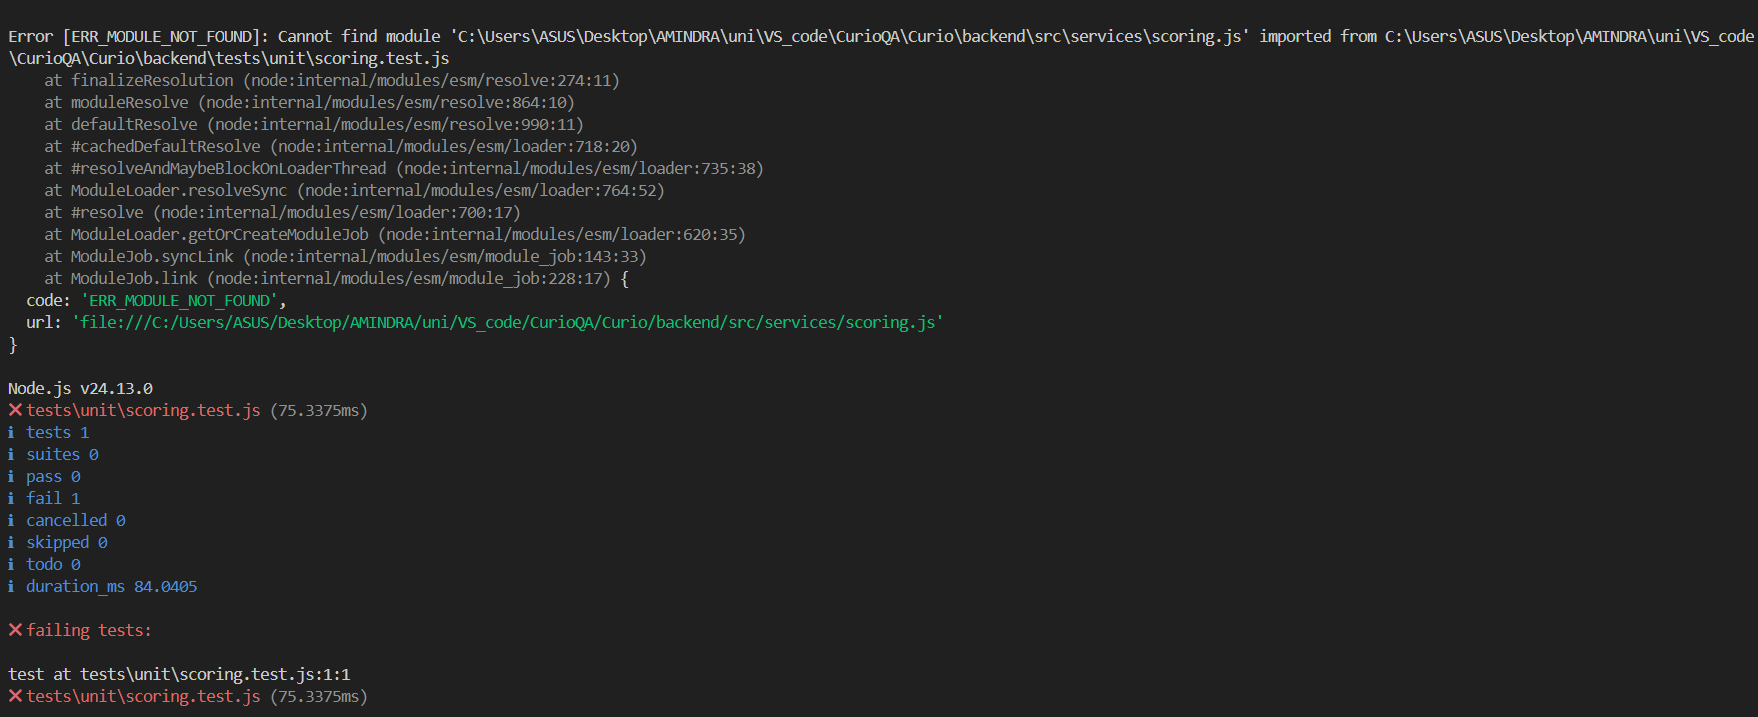 Error [ERR_MODULE_NOT_FOUND]: Cannot find module 'C:\Users\ASUS\Desktop\AMINDRA\uni\VS_code\CurioQA\Curio\backend\src\services\scoring.js' imported from C:\Users\ASUS\Desktop\AMINDRA\uni\VS_code
\CurioQA\Curio\backend\tests\unit\scoring.test.js
    at finalizeResolution (node:internal/modules/esm/resolve:274:11)
    at moduleResolve (node:internal/modules/esm/resolve:864:10)
    at defaultResolve (node:internal/modules/esm/resolve:990:11)
    at #cachedDefaultResolve (node:internal/modules/esm/loader:718:20)
    at #resolveAndMaybeBlockOnLoaderThread (node:internal/modules/esm/loader:735:38)
    at ModuleLoader.resolveSync (node:internal/modules/esm/loader:764:52)
    at #resolve (node:internal/modules/esm/loader:700:17)
    at ModuleLoader.getOrCreateModuleJob (node:internal/modules/esm/loader:620:35)
    at ModuleJob.syncLink (node:internal/modules/esm/module_job:143:33)
    at ModuleJob.link (node:internal/modules/esm/module_job:228:17) {
  code: 'ERR_MODULE_NOT_FOUND',
  url: 'file:///C:/Users/ASUS/Desktop/AMINDRA/uni/VS_code/CurioQA/Curio/backend/src/services/scoring.js'
}

Node.js v24.13.0
✖ tests\unit\scoring.test.js (75.3375ms)
ℹ tests 1
ℹ suites 0
ℹ pass 0
ℹ fail 1
ℹ cancelled 0
ℹ skipped 0
ℹ todo 0
ℹ duration_ms 84.0405

✖ failing tests:

test at tests\unit\scoring.test.js:1:1
✖ tests\unit\scoring.test.js (75.3375ms)